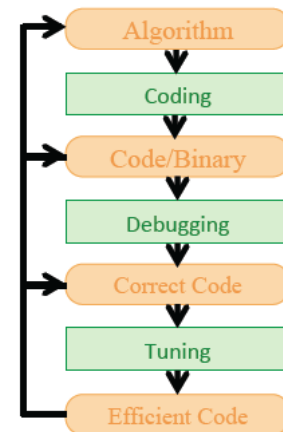 Algorithm
Coding
Code/Binary
Debugging
Correct Code
Tuning
Efficient Code